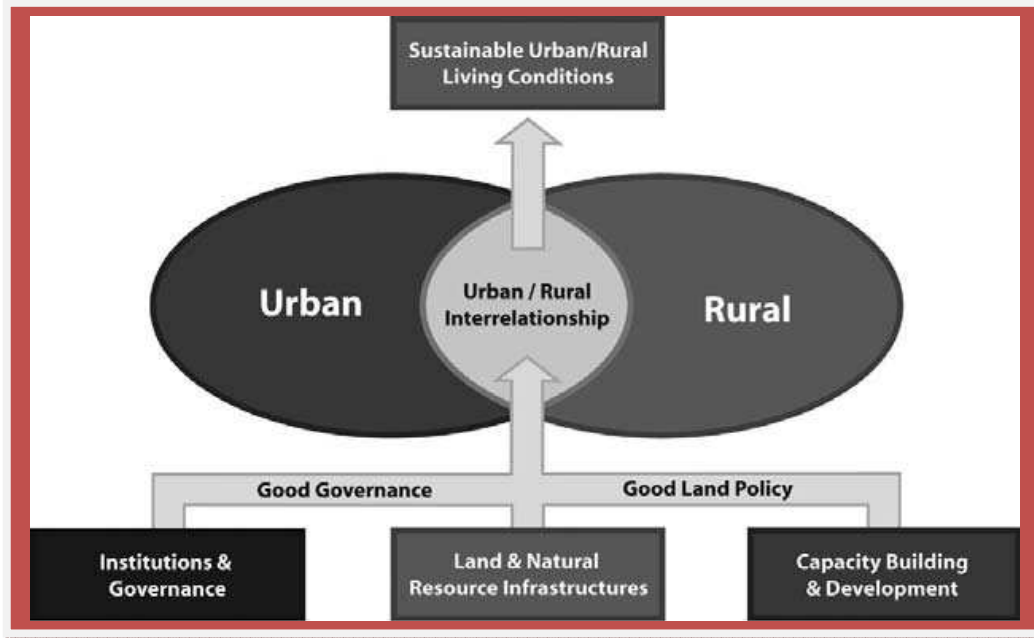 Sustainable Urban/Rural
Living Conditions
Urban
Urban / Rural
Interrelationship
Rural
Good Governance
Good Land Policy
Institutions &
Governance
Land & Natural
Resource Infrastructures
Capacity Building
& Development